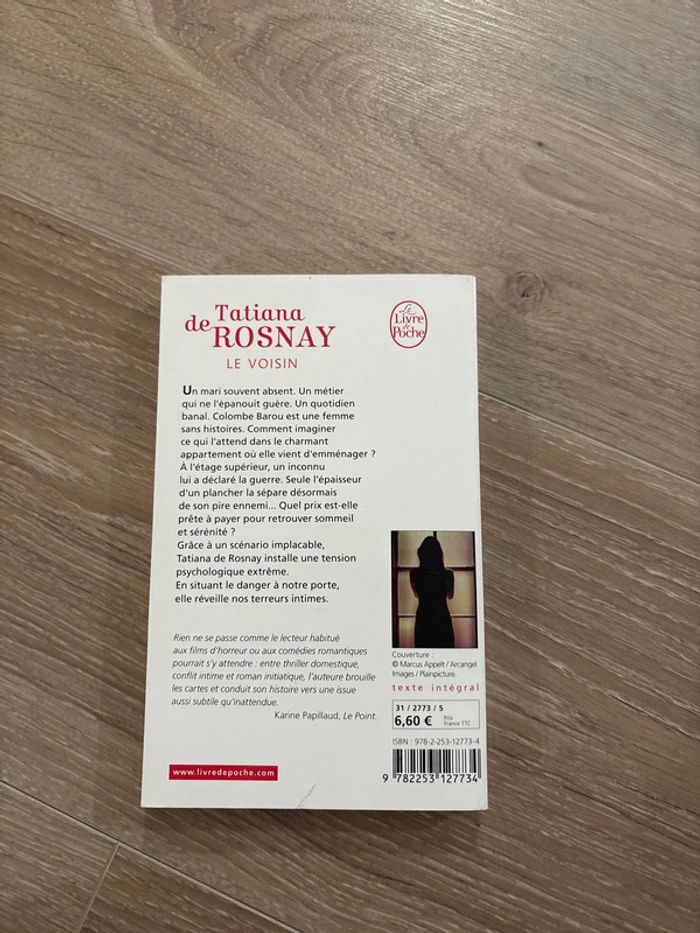 Tatiana
de ROSNAY
LE VOISIN
Le
Livre
de
Poche
Un mari souvent absent. Un métier
qui ne l'épanouit guère. Un quotidien
banal. Colombe Barou est une femme
sans histoires. Comment imaginer
ce qui l'attend dans le charmant
appartement où elle vient d'emménager ?
À l'étage supérieur, un inconnu
lui a déclaré la guerre. Seule l'épaisseur
d'un plancher la sépare désormais
de son pire ennemi... Quel prix est-elle
prête à payer pour retrouver sommeil
et sérénité ?
Grâce à un scénario implacable,
Tatiana de Rosnay installe une tension
psychologique extrême.
En situant le danger à notre porte,
elle réveille nos terreurs intimes.
Rien ne se passe comme le lecteur habitué
aux films d'horreur ou aux comédies romantiques
pourrait s'y attendre : entre thriller domestique,
conflit intime et roman initiatique, l'auteure brouille
les cartes et conduit son histoire vers une issue
aussi subtile qu'inattendue.
Karine Papillaud, Le Point.
www.livredepoche.com
Couverture :
© Marcus Appelt / Arcangel
Images / Plainpicture.
texte intégral
31 / 2773 / 5
6,60 € Prix
France TTC
ISBN : 978-2-253-12773-4
9 782253 127734